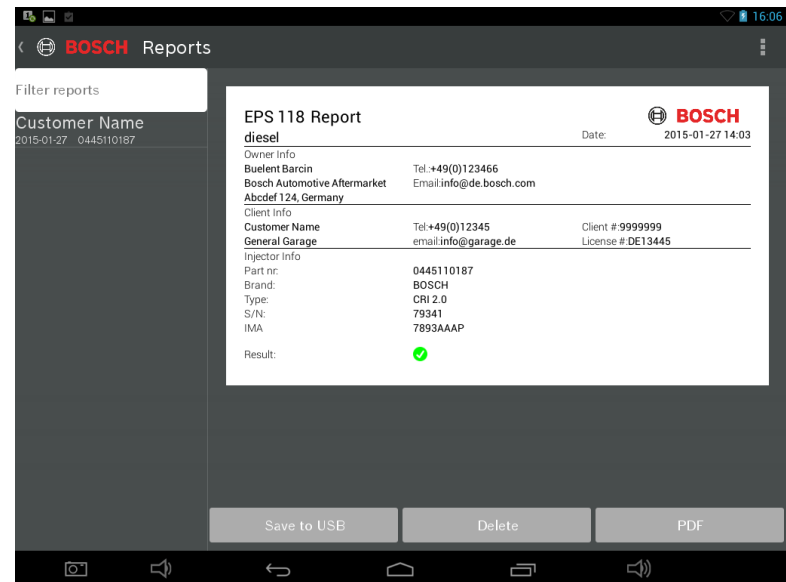 16:06
BOSCH Reports
Filter reports
Customer Name
2015-01-27 0445110187
EPS 118 Report
BOSCH
diesel
Date: 2015-01-27 14:03
Owner Info
Buelent Barcin Tel.:+49(0)123466
Bosch Automotive Aftermarket Email:info@de.bosch.com
Abcdef 124, Germany
Client Info
Customer Name Tel:+49(0)12345 Client #:9999999
General Garage email:info@garage.de License #:DE13445
Injector Info
Part nr: 0445110187
Brand: BOSCH
Type: CRI 2.0
S/N: 79341
IMA 7893AAAP
Result:
Save to USB Delete PDF